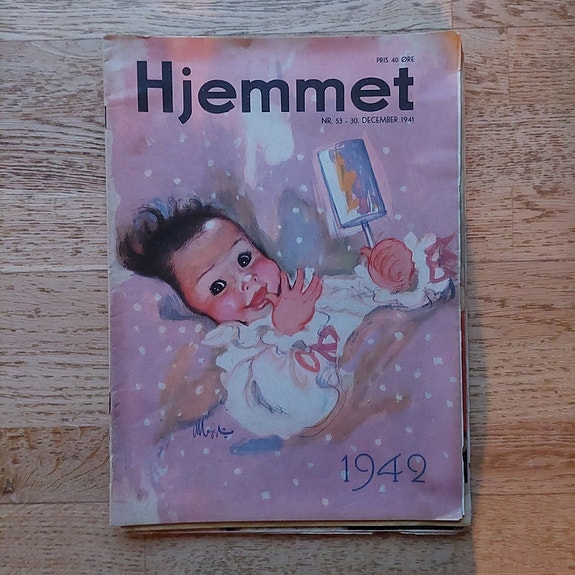 PRIS 40 ØRE
Hjemmet
NR. 53 - 30. DECEMBER 1941
1942